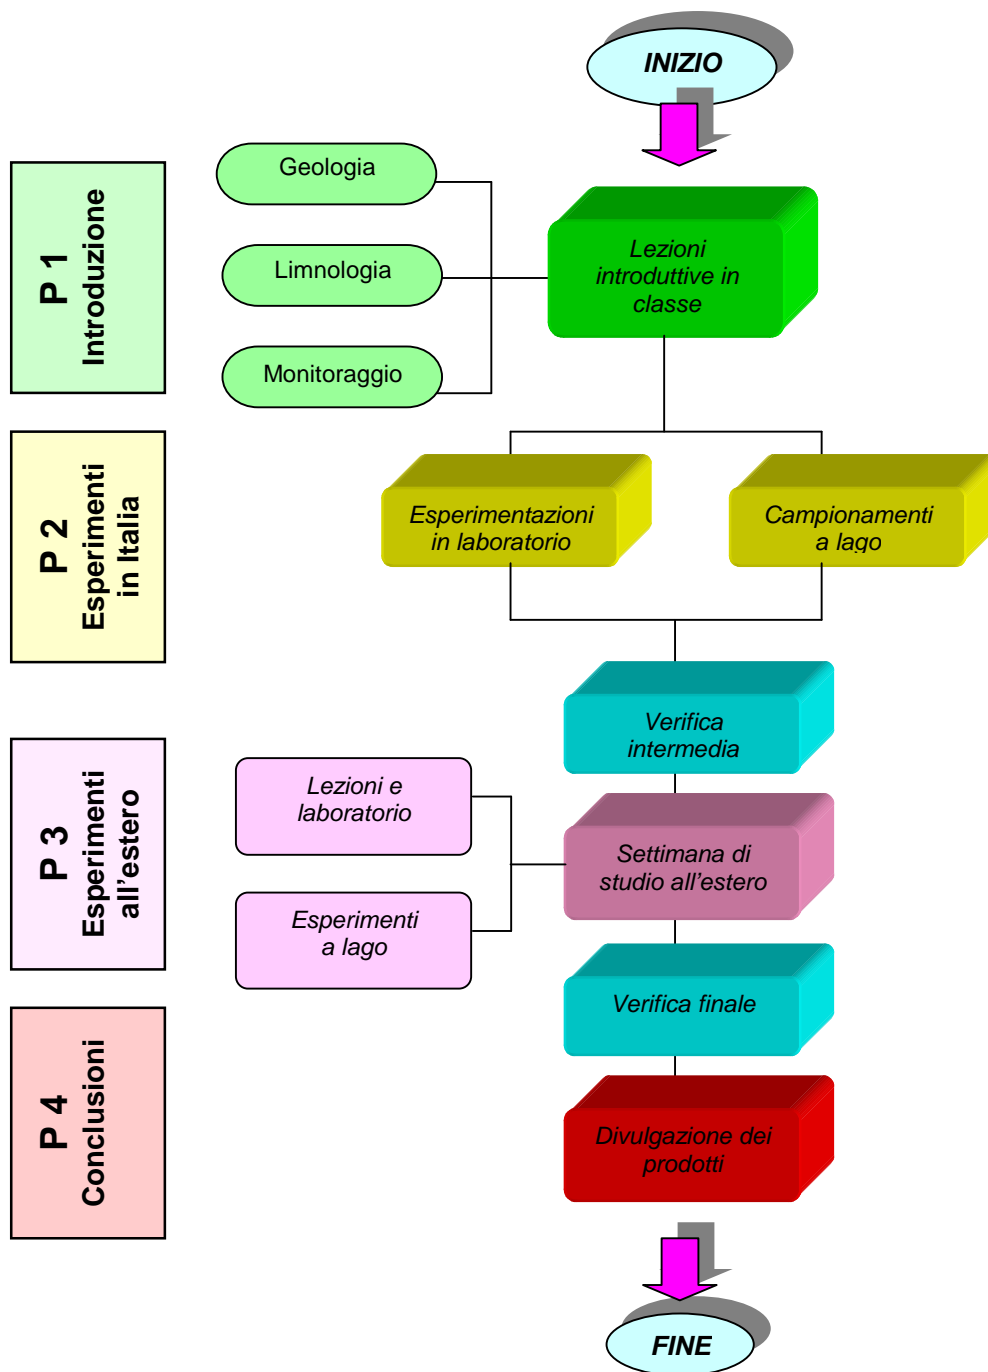 INIZIO
P 1
Introduzione
Geologia
Limnologia
Monitoraggio
Lezioni
introduttive in
classe
P 2
Esperimenti
in Italia
Esperimentazioni
in laboratorio
Campionamenti
a lago
Verifica
intermedia
P 3
Esperimenti
all'estero
Lezioni e
laboratorio
Esperimenti
a lago
Settimana di
studio all'estero
Verifica finale
P 4
Conclusioni
Divulgazione dei
prodotti
FINE